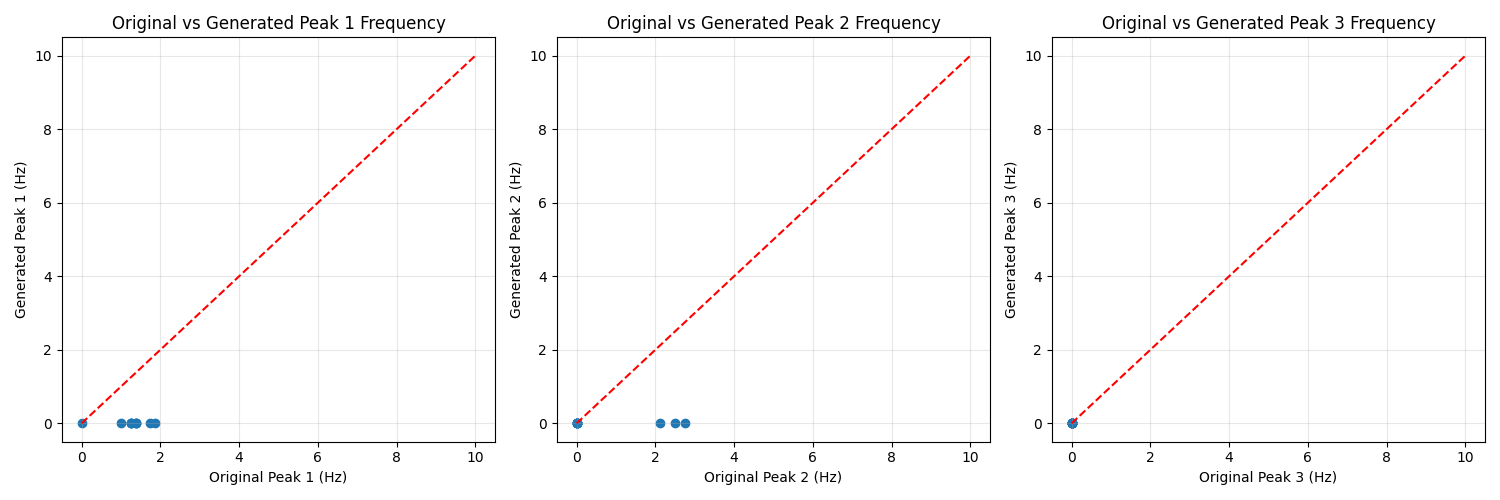 Original vs Generated Peak 1 Frequency
10
8
6
4
2
0
Generated Peak 1 (Hz)
0 2 4 6 8 10
Original Peak 1 (Hz)
Original vs Generated Peak 2 Frequency
10
8
6
4
2
0
Generated Peak 2 (Hz)
0 2 4 6 8 10
Original Peak 2 (Hz)
Original vs Generated Peak 3 Frequency
10
8
6
4
2
0
Generated Peak 3 (Hz)
0 2 4 6 8 10
Original Peak 3 (Hz)